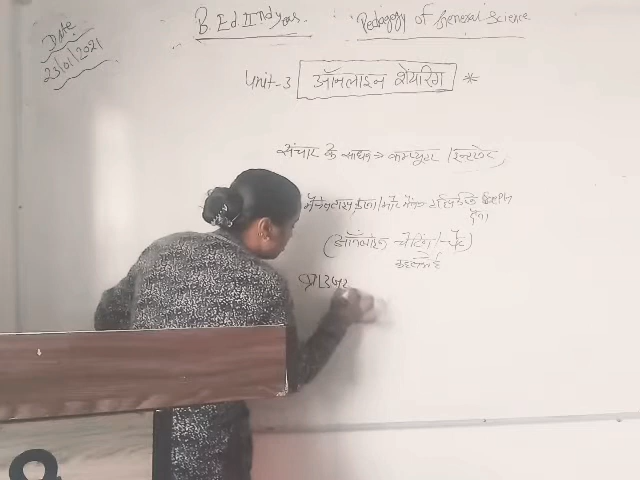 Date
23/01/2021
B.Ed IInd year Pedagogy of General Science
Unit-3 ऑनलाइन शेयरिंग *
संचार के साधन → कम्प्यूटर / इन्टरनेट,
देना
(ऑनलाइन चैटिंग / चैट)
कहलाता है
ब्राउजर